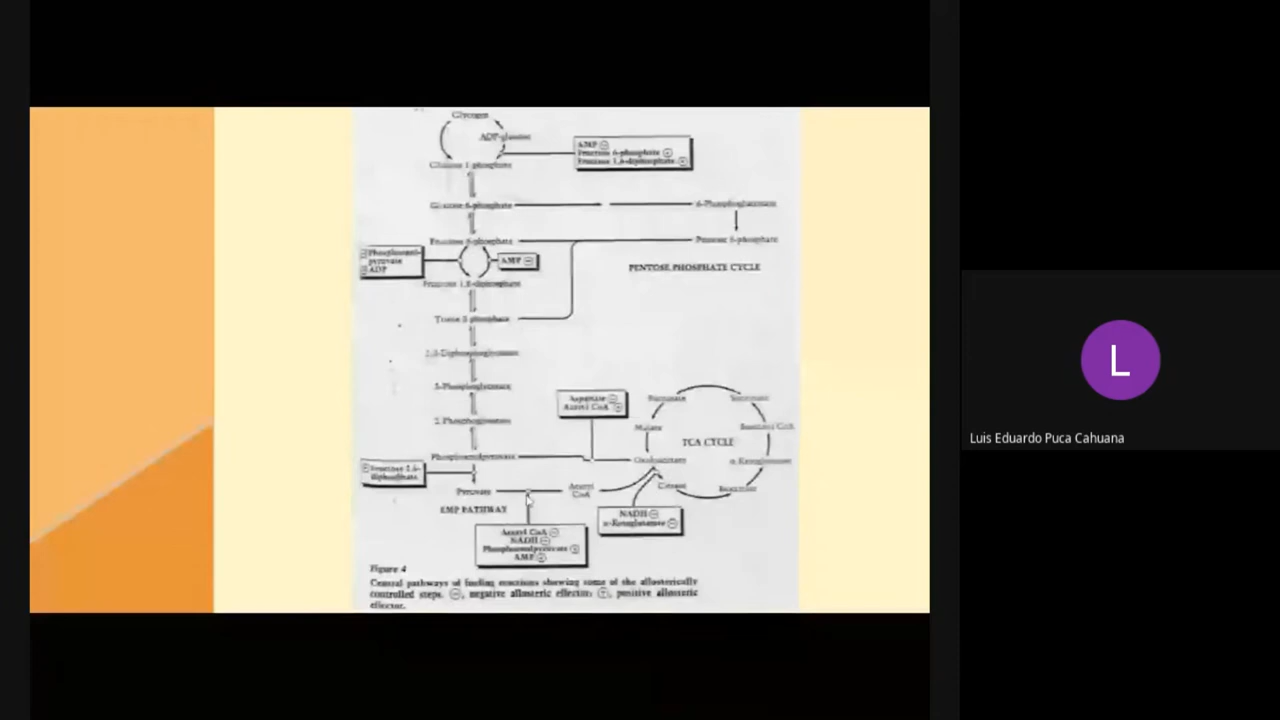 Glycogen
ADP-glucose
AMP ⊖
Fructose 6-phosphate ⊕
Fructose 1,6-diphosphate ⊕
Glucose 1-phosphate
Glucose 6-phosphate
6-Phosphogluconate
Fructose 6-phosphate
Pentose 5-phosphate
Phosphoenol-
pyruvate
ADP
AMP ⊖
PENTOSE PHOSPHATE CYCLE
Fructose 1,6-diphosphate
Triose 3-phosphate
1,3-Diphosphoglycerate
3-Phosphoglycerate
Aspartate ⊖
Acetyl CoA ⊕
Succinate
Malate
Succinyl CoA
2-Phosphoglycerate
TCA CYCLE
Phosphoenolpyruvate
Oxaloacetate
α-Ketoglutarate
Fructose 1,6-
diphosphate
Pyruvate
Acetyl
CoA
Citrate
Isocitrate
EMP PATHWAY
NADH ⊖
α-Ketoglutarate ⊖
Acetyl CoA ⊖
NADH ⊖
Phosphoenolpyruvate ⊕
AMP ⊕
Figure 4
Central pathways of fueling reactions showing some of the allosterically
controlled steps. ⊖, negative allosteric effector; ⊕, positive allosteric
effector.
L
Luis Eduardo Puca Cahuana